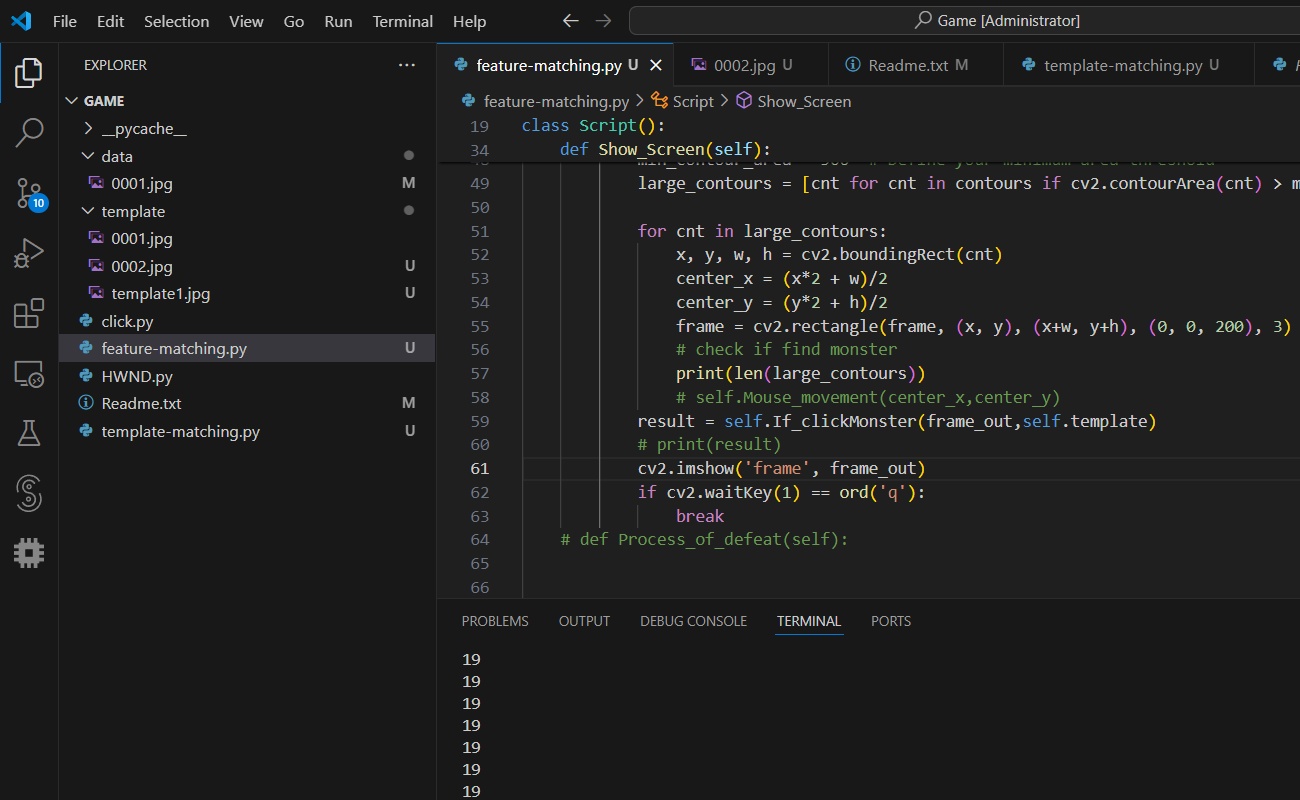 File Edit Selection View Go Run Terminal Help
Game [Administrator]
EXPLORER
GAME
__pycache__
data
0001.jpg M
template
0001.jpg
0002.jpg U
template1.jpg U
click.py
feature-matching.py U
HWND.py
Readme.txt M
template-matching.py U
10
feature-matching.py U
0002.jpg U
Readme.txt M
template-matching.py U
feature-matching.py > Script > Show_Screen
19 class Script():
34 def Show_Screen(self):
49 large_contours = [cnt for cnt in contours if cv2.contourArea(cnt) > m
50
51 for cnt in large_contours:
52 x, y, w, h = cv2.boundingRect(cnt)
53 center_x = (x*2 + w)/2
54 center_y = (y*2 + h)/2
55 frame = cv2.rectangle(frame, (x, y), (x+w, y+h), (0, 0, 200), 3)
56 # check if find monster
57 print(len(large_contours))
58 # self.Mouse_movement(center_x,center_y)
59 result = self.If_clickMonster(frame_out,self.template)
60 # print(result)
61 cv2.imshow('frame', frame_out)
62 if cv2.waitKey(1) == ord('q'):
63 break
64 # def Process_of_defeat(self):
65
66
PROBLEMS OUTPUT DEBUG CONSOLE TERMINAL PORTS
19
19
19
19
19
19
19